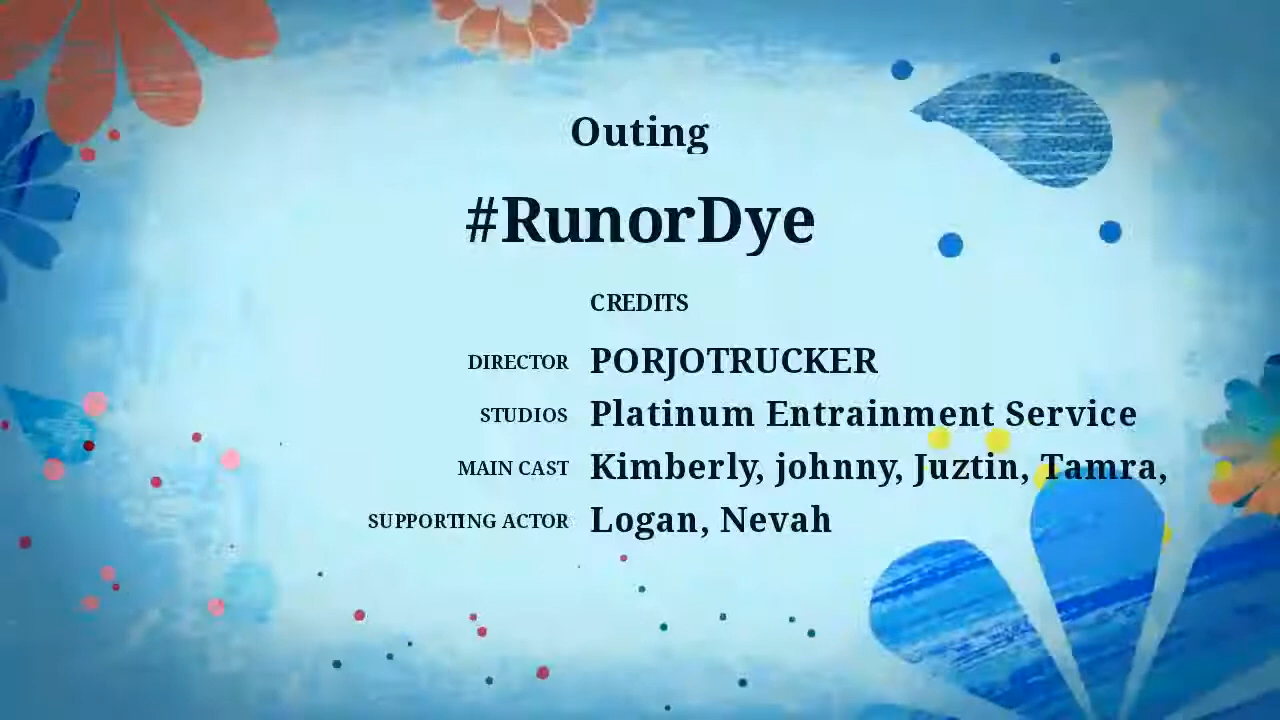 Outing
#RunorDye
CREDITS
DIRECTOR PORJOTRUCKER
STUDIOS Platinum Entrainment Service
MAIN CAST Kimberly, johnny, Juztin, Tamra,
SUPPORTING ACTOR Logan, Nevah